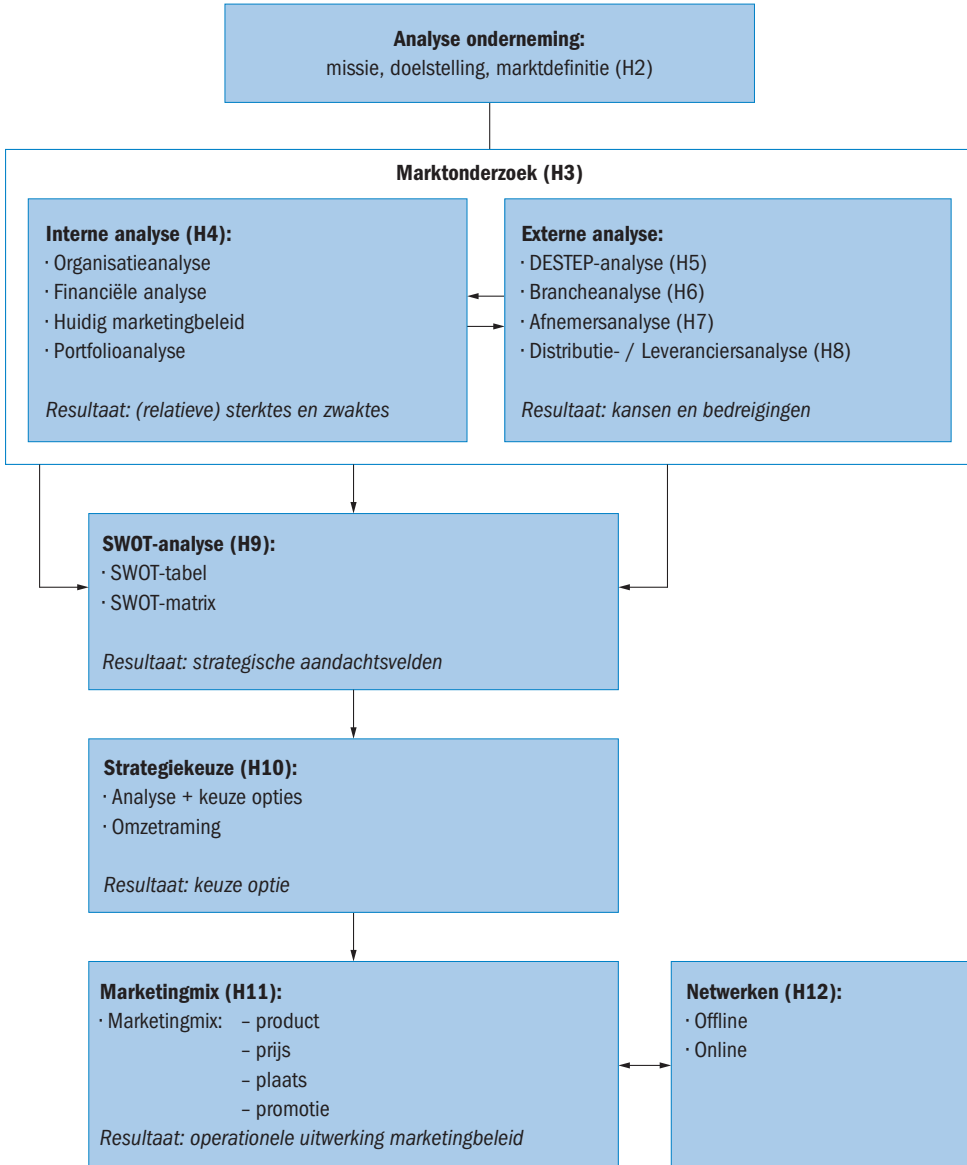 Analyse onderneming:
missie, doelstelling, marktdefinitie (H2)
Marktonderzoek (H3)
Interne analyse (H4):
· Organisatieanalyse
· Financiële analyse
· Huidig marketingbeleid
· Portfolioanalyse
Resultaat: (relatieve) sterktes en zwaktes
Externe analyse:
· DESTEP-analyse (H5)
· Brancheanalyse (H6)
· Afnemersanalyse (H7)
· Distributie- / Leveranciersanalyse (H8)
Resultaat: kansen en bedreigingen
SWOT-analyse (H9):
· SWOT-tabel
· SWOT-matrix
Resultaat: strategische aandachtsvelden
Strategiekeuze (H10):
· Analyse + keuze opties
· Omzetraming
Resultaat: keuze optie
Marketingmix (H11):
· Marketingmix: – product
– prijs
– plaats
– promotie
Resultaat: operationele uitwerking marketingbeleid
Netwerken (H12):
· Offline
· Online